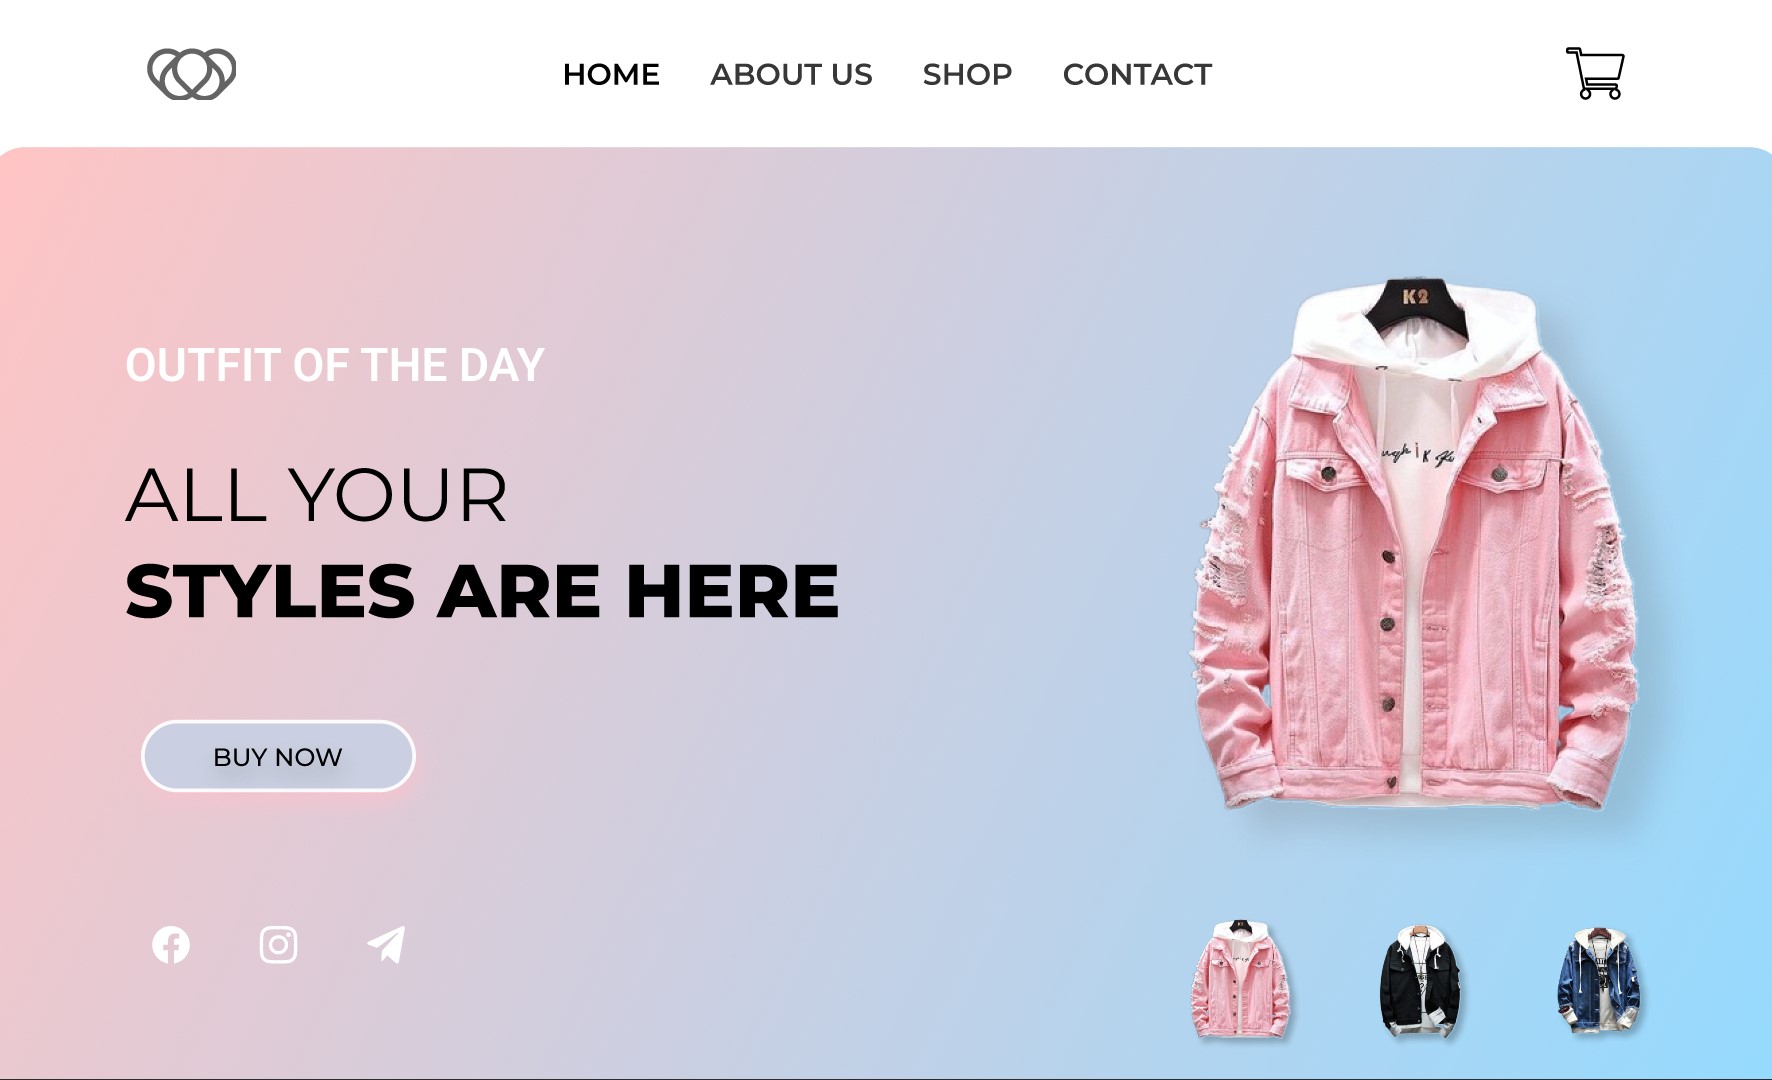 HOME ABOUT US SHOP CONTACT
OUTFIT OF THE DAY
ALL YOUR
STYLES ARE HERE
BUY NOW
K2